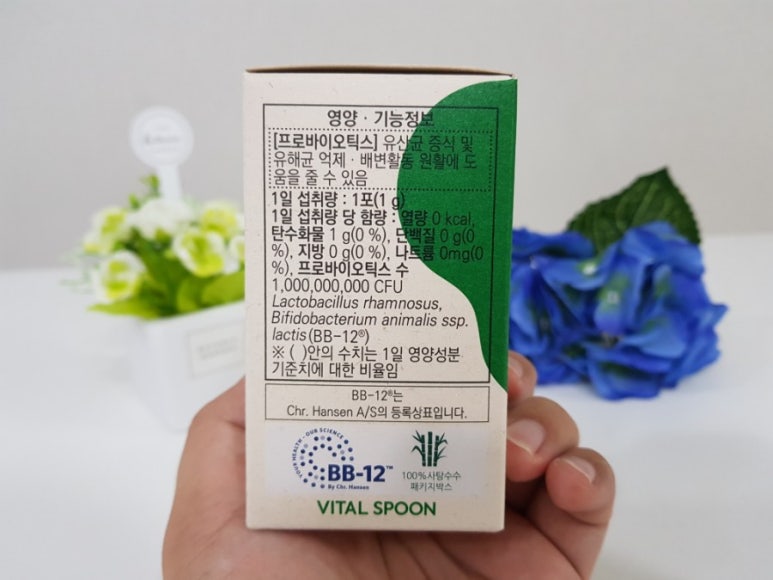 영양 · 기능정보
[프로바이오틱스] 유산균 증식 및
유해균 억제 · 배변활동 원활에 도
움을 줄 수 있음
1일 섭취량 : 1포(1 g)
1일 섭취량 당 함량 : 열량 0 kcal,
탄수화물 1 g(0 %), 단백질 0 g(0
%), 지방 0 g(0 %), 나트륨 0mg(0
%), 프로바이오틱스 수
1,000,000,000 CFU
Lactobacillus rhamnosus,
Bifidobacterium animalis ssp.
lactis(BB-12®)
※ ( )안의 수치는 1일 영양성분
기준치에 대한 비율임
BB-12®는
Chr. Hansen A/S의 등록상표입니다.
YOUR HEALTH - OUR SCIENCE
BB-12™
By Chr. Hansen
100%사탕수수
패키지박스
VITAL SPOON